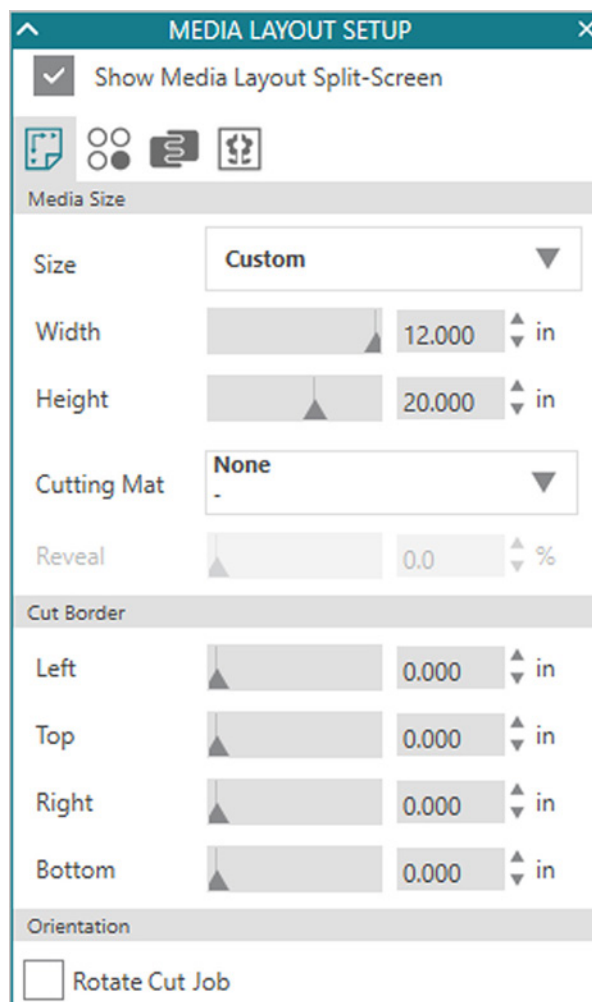 MEDIA LAYOUT SETUP
Show Media Layout Split-Screen
Media Size
Size Custom
Width 12.000 in
Height 20.000 in
Cutting Mat None
-
Reveal 0.0 %
Cut Border
Left 0.000 in
Top 0.000 in
Right 0.000 in
Bottom 0.000 in
Orientation
Rotate Cut Job